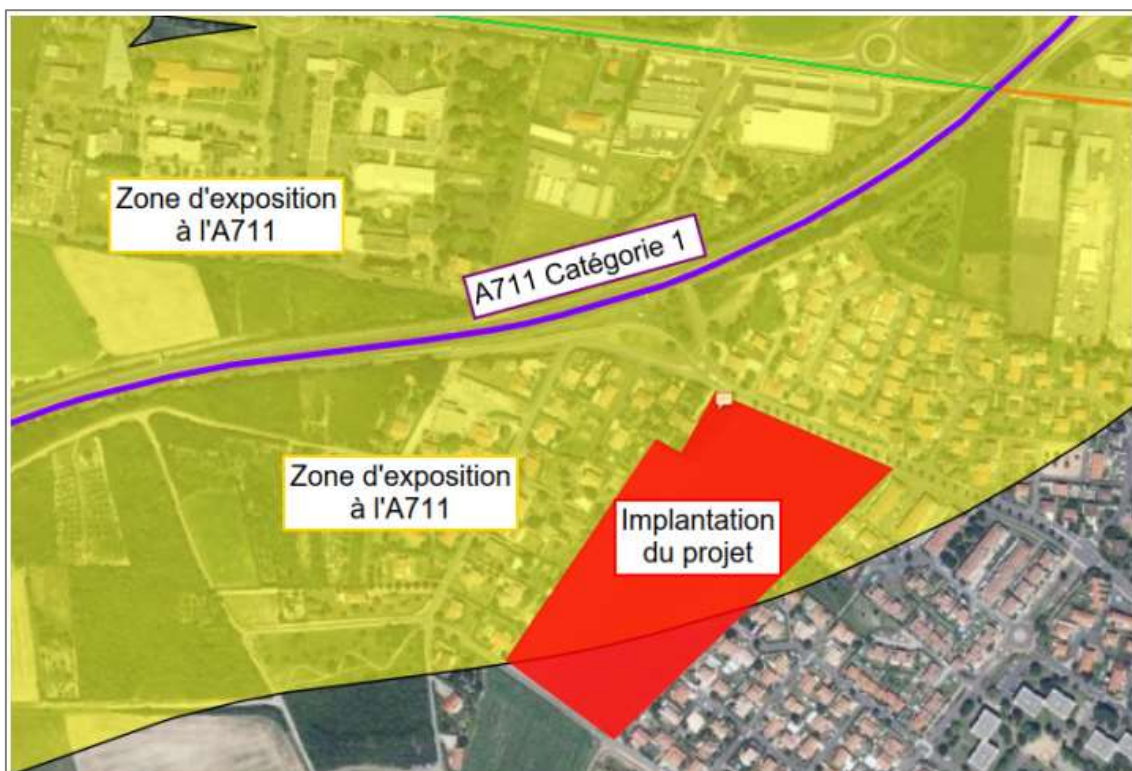 Zone d'exposition
à l'A711
A711 Catégorie 1
Zone d'exposition
à l'A711
Implantation
du projet